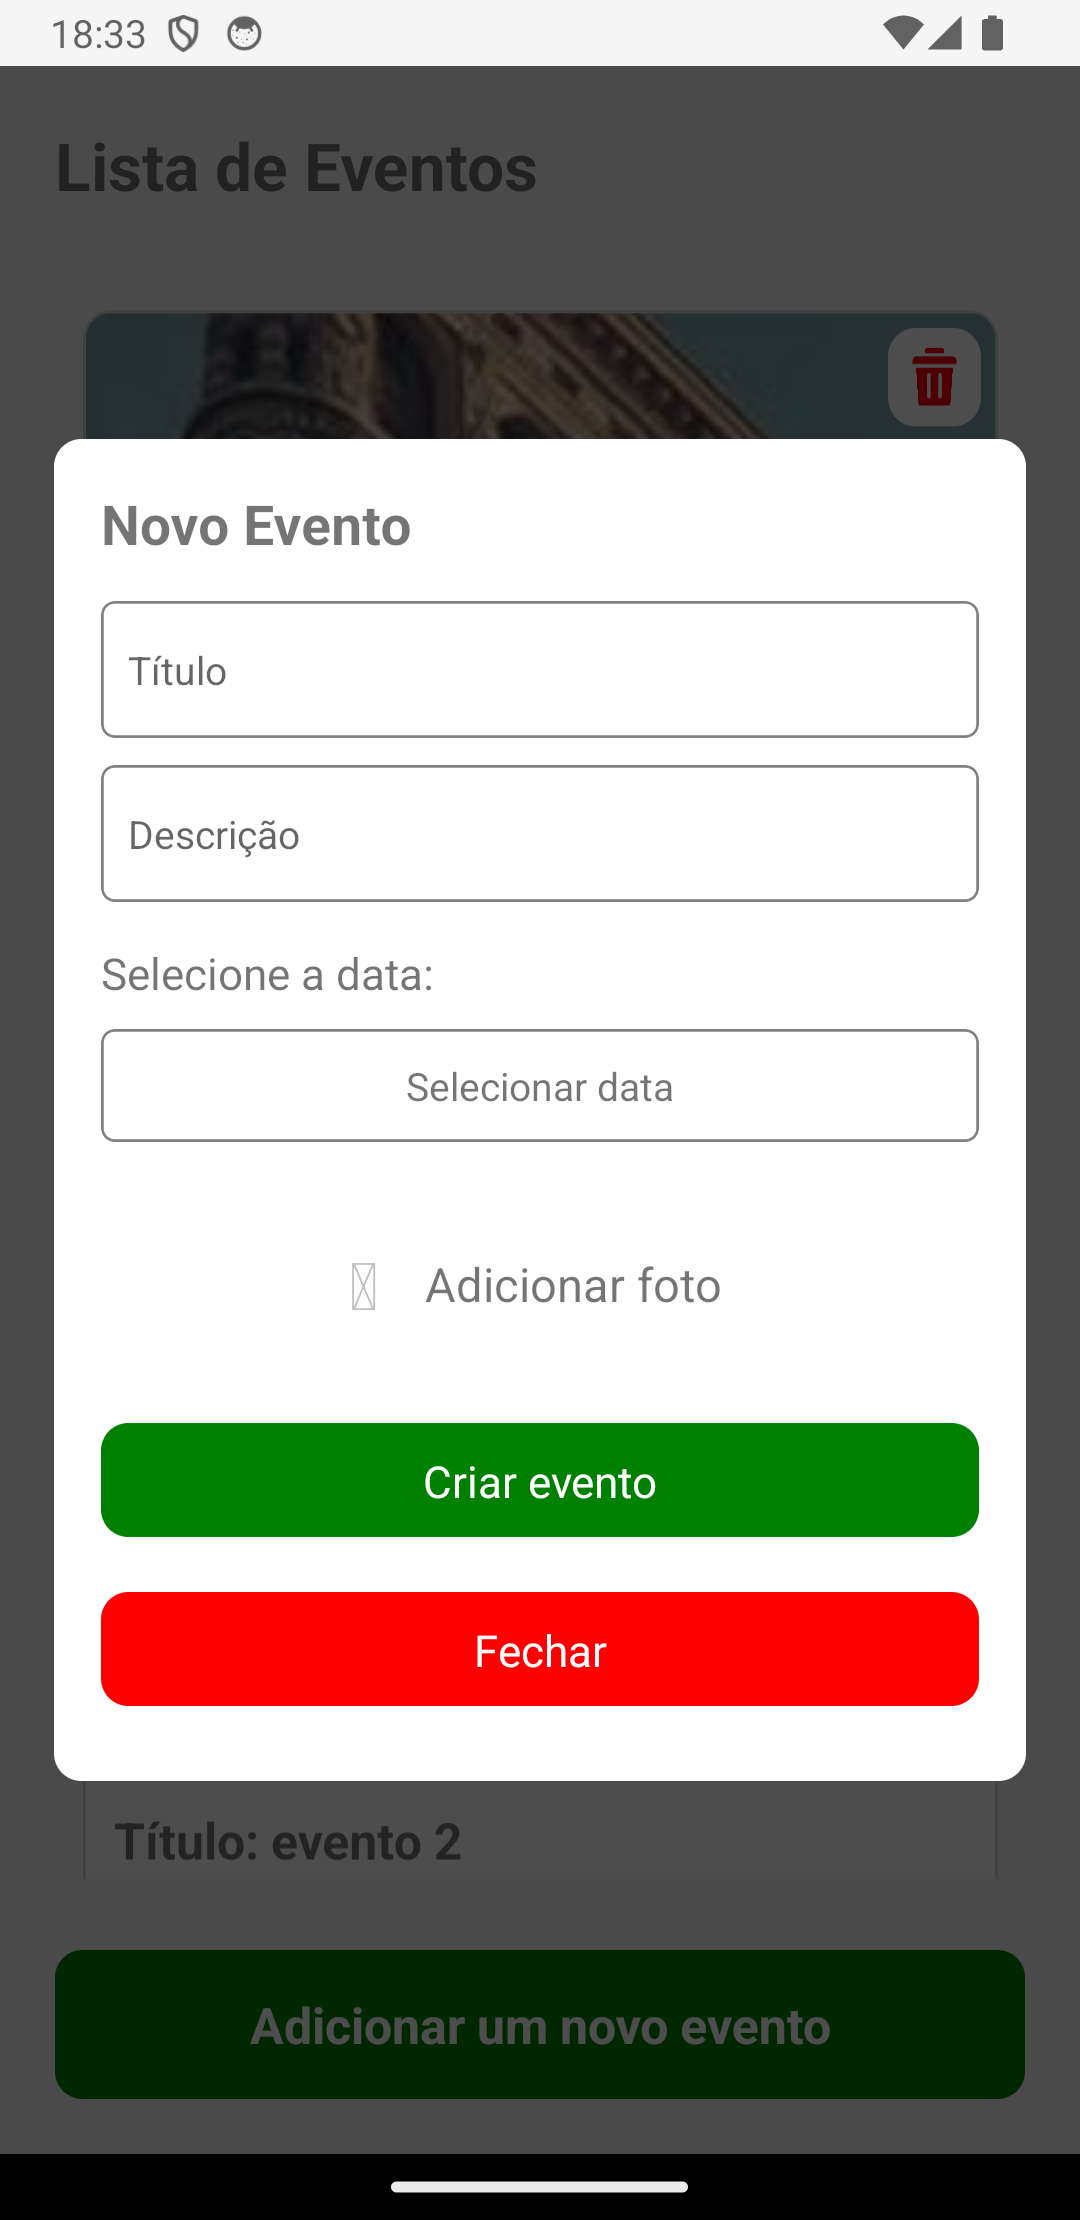 18:33
Lista de Eventos
Novo Evento
Título
Descrição
Selecione a data:
Selecionar data
Adicionar foto
Criar evento
Fechar
Título: evento 2
Adicionar um novo evento